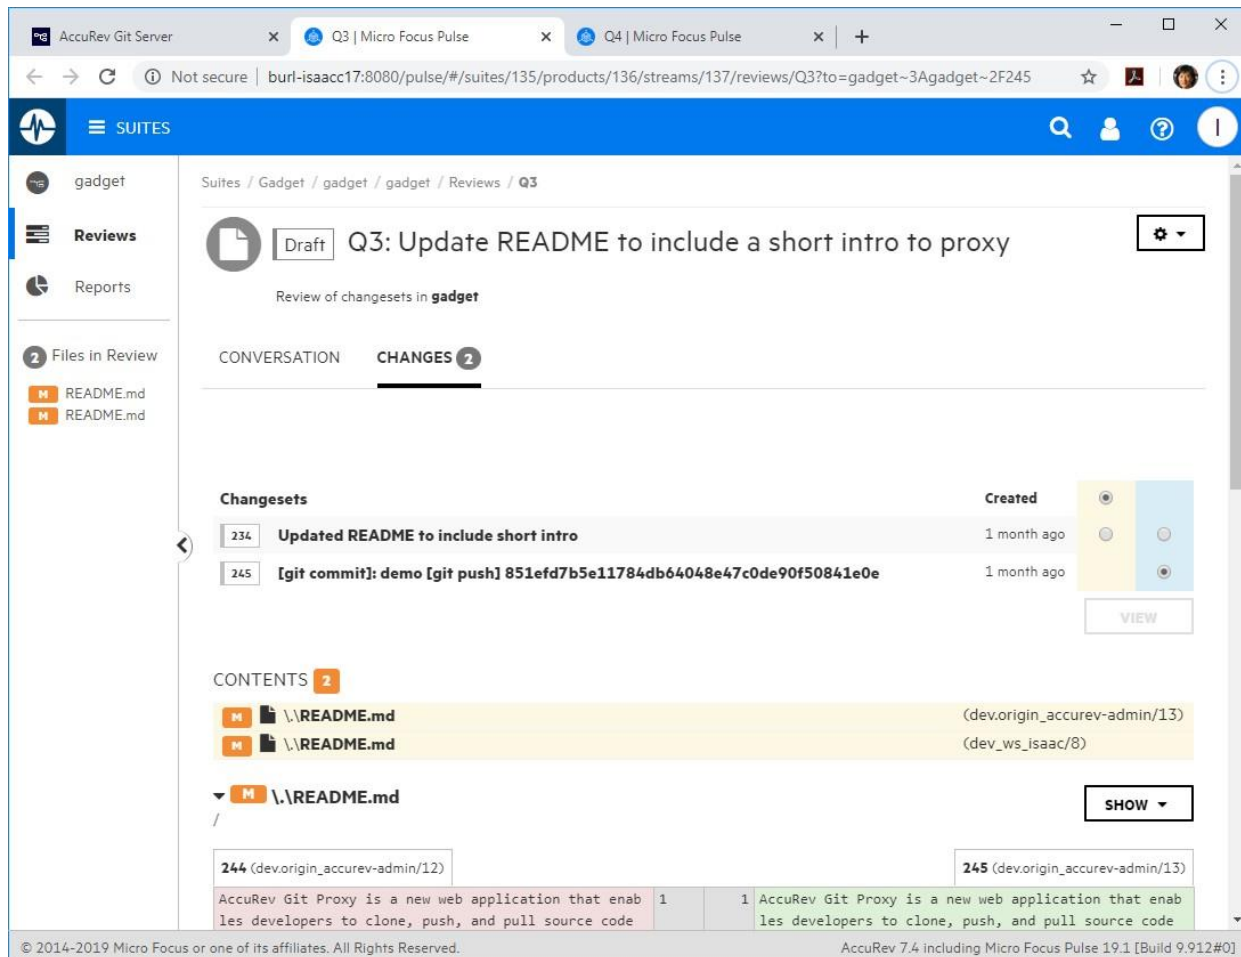 AccuRev Git Server
Q3 | Micro Focus Pulse
Q4 | Micro Focus Pulse
Not secure | burl-isaacc17:8080/pulse/#/suites/135/products/136/streams/137/reviews/Q3?to=gadget~3Agadget~2F245
SUITES
I
gadget
Reviews
Reports
2 Files in Review
M README.md
M README.md
Suites / Gadget / gadget / gadget / Reviews / Q3
Draft Q3: Update README to include a short intro to proxy
Review of changesets in gadget
CONVERSATION CHANGES 2
Changesets Created
234 Updated README to include short intro 1 month ago
245 [git commit]: demo [git push] 851efd7b5e11784db64048e47c0de90f50841e0e 1 month ago
VIEW
CONTENTS 2
M \.\README.md (dev.origin_accurev-admin/13)
M \.\README.md (dev_ws_isaac/8)
M \.\README.md SHOW
/
244 (dev.origin_accurev-admin/12) 245 (dev.origin_accurev-admin/13)
AccuRev Git Proxy is a new web application that enab 1 1 AccuRev Git Proxy is a new web application that enab
les developers to clone, push, and pull source code les developers to clone, push, and pull source code
© 2014-2019 Micro Focus or one of its affiliates. All Rights Reserved. AccuRev 7.4 including Micro Focus Pulse 19.1 [Build 9.912#0]